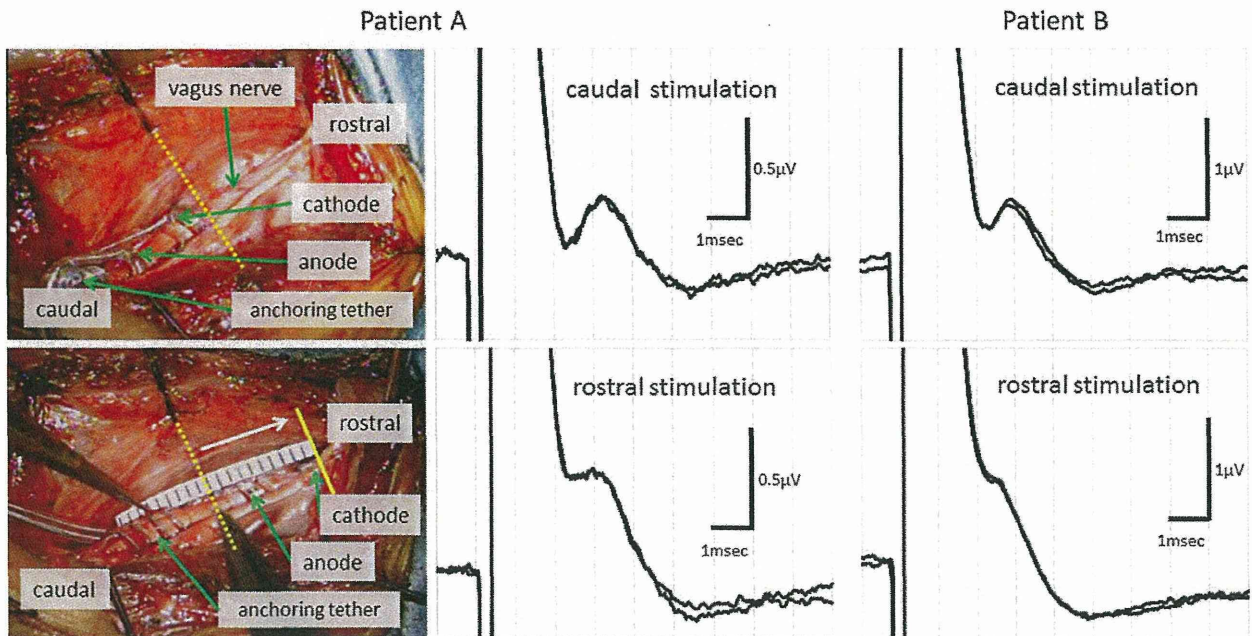 Patient A
Patient B
vagus nerve
rostral
cathode
anode
caudal
anchoring tether
caudal stimulation
0.5μV
1msec
caudal stimulation
1μV
1msec
rostral
cathode
anode
caudal
anchoring tether
rostral stimulation
0.5μV
1msec
rostral stimulation
1μV
1msec